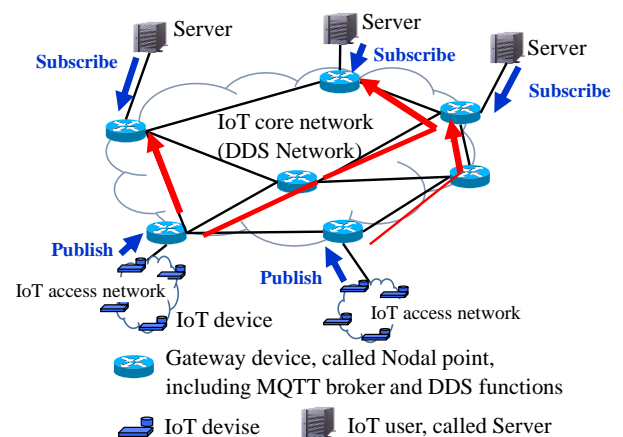 Server
Server
Server
Subscribe
Subscribe
Subscribe
IoT core network
(DDS Network)
Publish
Publish
IoT access network
IoT access network
IoT device
Gateway device, called Nodal point,
including MQTT broker and DDS functions
IoT devise
IoT user, called Server